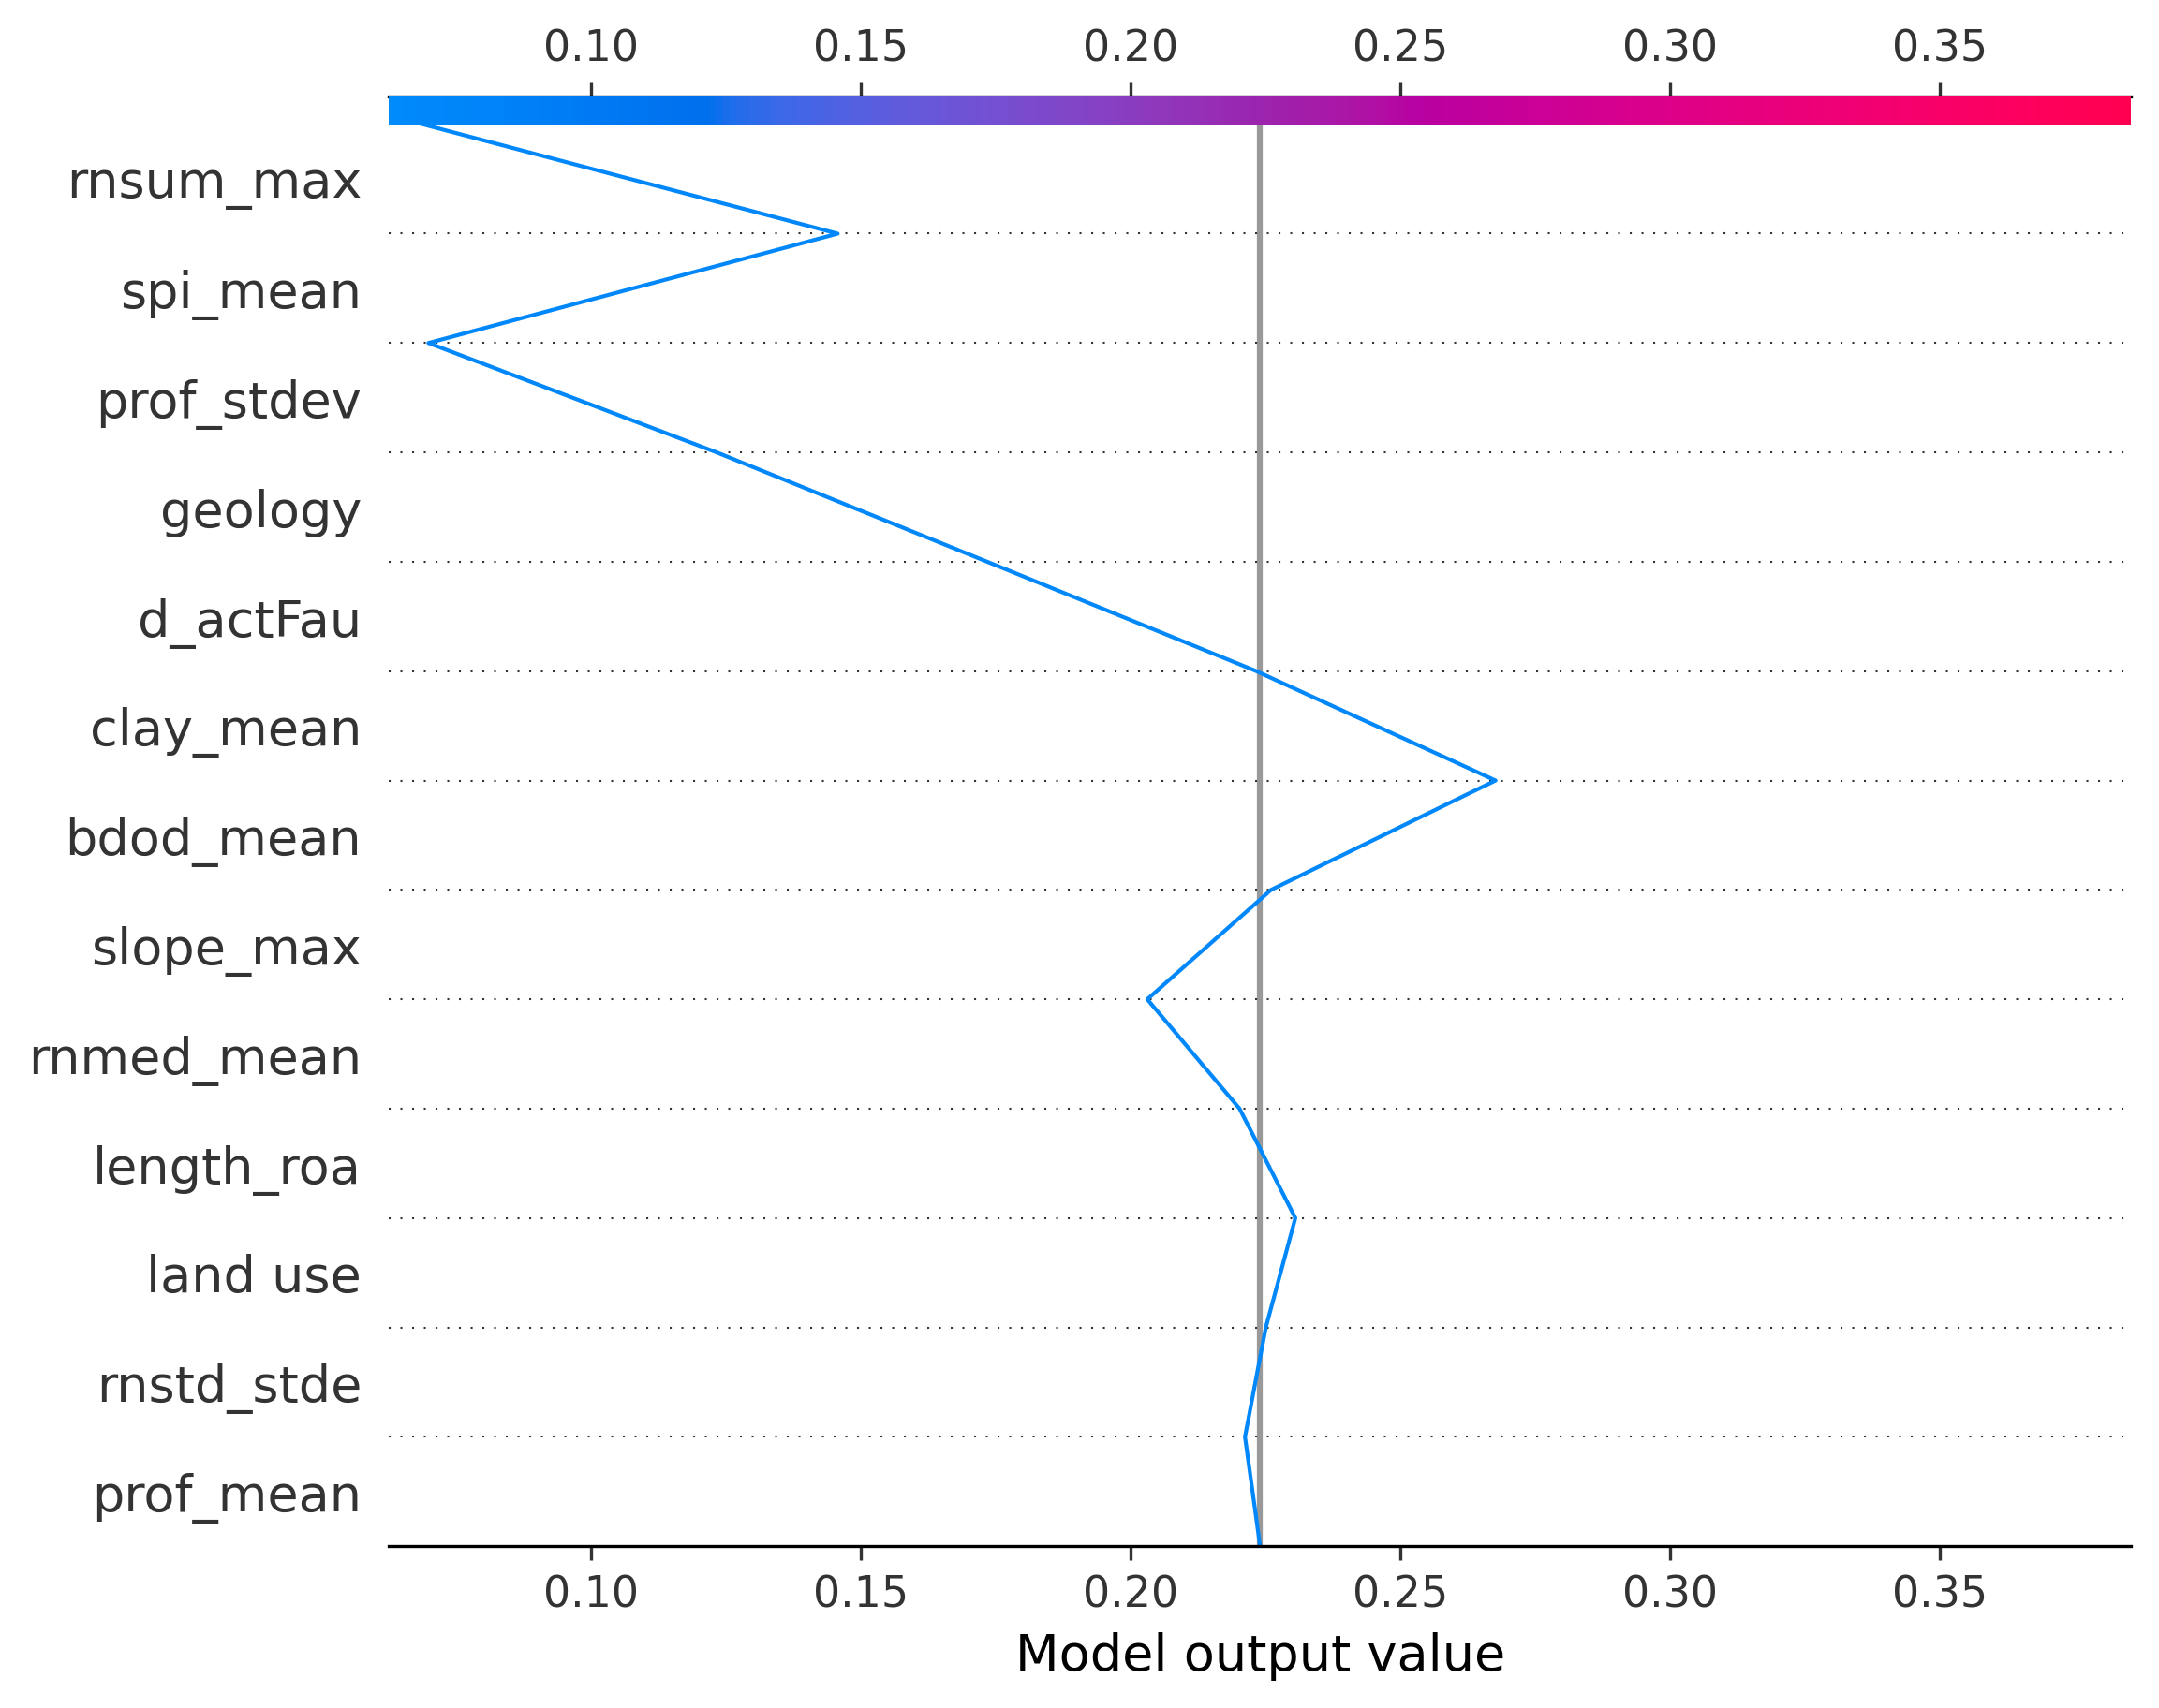 0.10 0.15 0.20 0.25 0.30 0.35
rnsum_max
spi_mean
prof_stdev
geology
d_actFau
clay_mean
bdod_mean
slope_max
rnmed_mean
length_roa
land use
rnstd_stde
prof_mean
0.10 0.15 0.20 0.25 0.30 0.35
Model output value